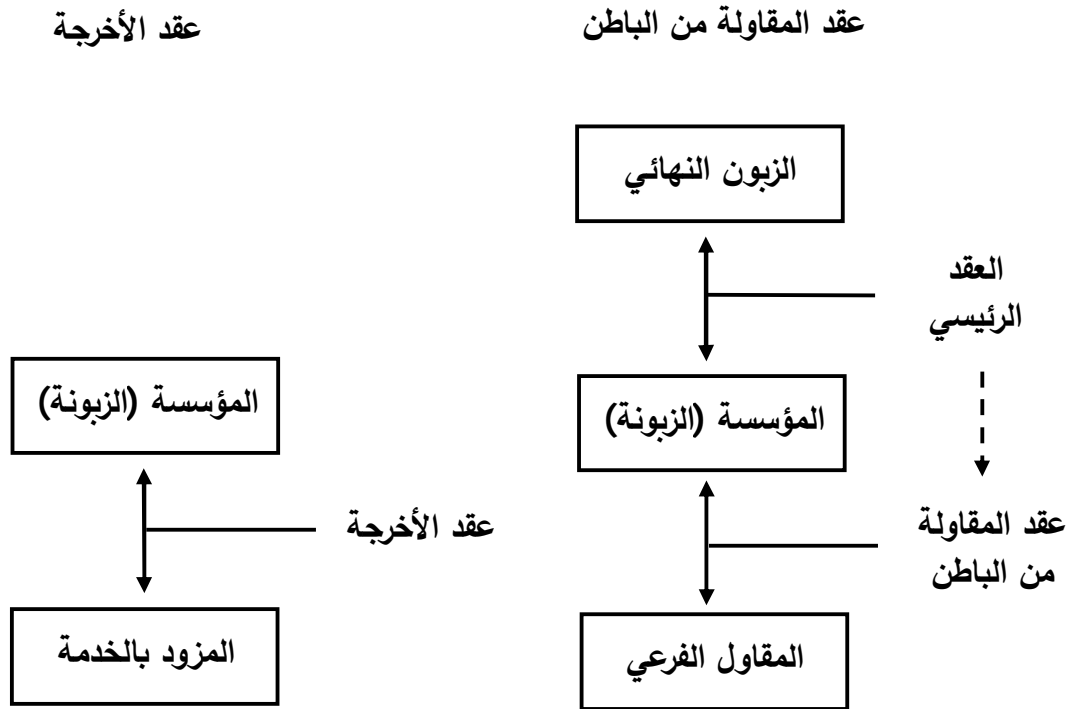 عقد المقاولة من الباطن
عقد الأخرجة
الزبون النهائي
العقد
الرئيسي
المؤسسة (الزبونة)
المؤسسة (الزبونة)
عقد المقاولة
من الباطن
عقد الأخرجة
المقاول الفرعي
المزود بالخدمة